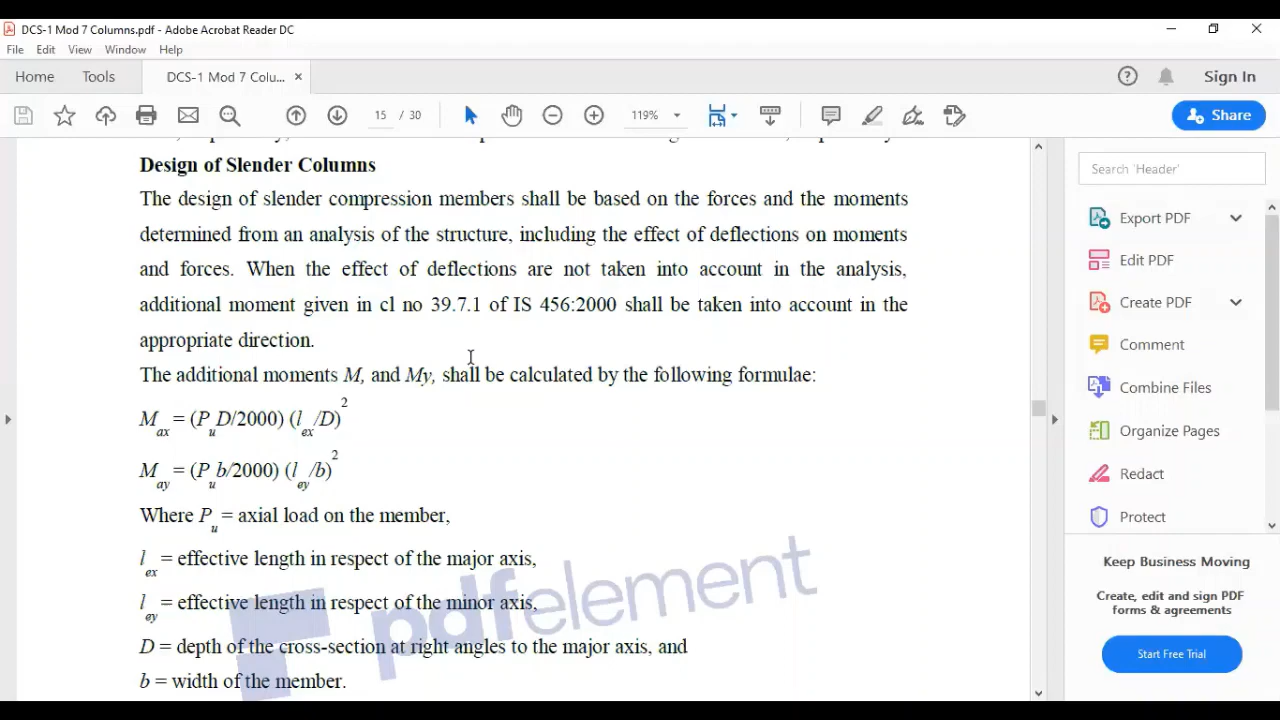 DCS-1 Mod 7 Columns.pdf - Adobe Acrobat Reader DC
File Edit View Window Help
Home Tools DCS-1 Mod 7 Colu... ×
Sign In
15 / 30 119%
Share
Design of Slender Columns
The design of slender compression members shall be based on the forces and the moments
determined from an analysis of the structure, including the effect of deflections on moments
and forces. When the effect of deflections are not taken into account in the analysis,
additional moment given in cl no 39.7.1 of IS 456:2000 shall be taken into account in the
appropriate direction.
The additional moments M, and My, shall be calculated by the following formulae:
Max = (PuD/2000) (lex/D)2
May = (Pub/2000) (ley/b)2
Where Pu = axial load on the member,
lex = effective length in respect of the major axis,
ley = effective length in respect of the minor axis,
D = depth of the cross-section at right angles to the major axis, and
b = width of the member.
pdfelement
Search 'Header'
Export PDF
Edit PDF
Create PDF
Comment
Combine Files
Organize Pages
Redact
Protect
Keep Business Moving
Create, edit and sign PDF
forms & agreements
Start Free Trial